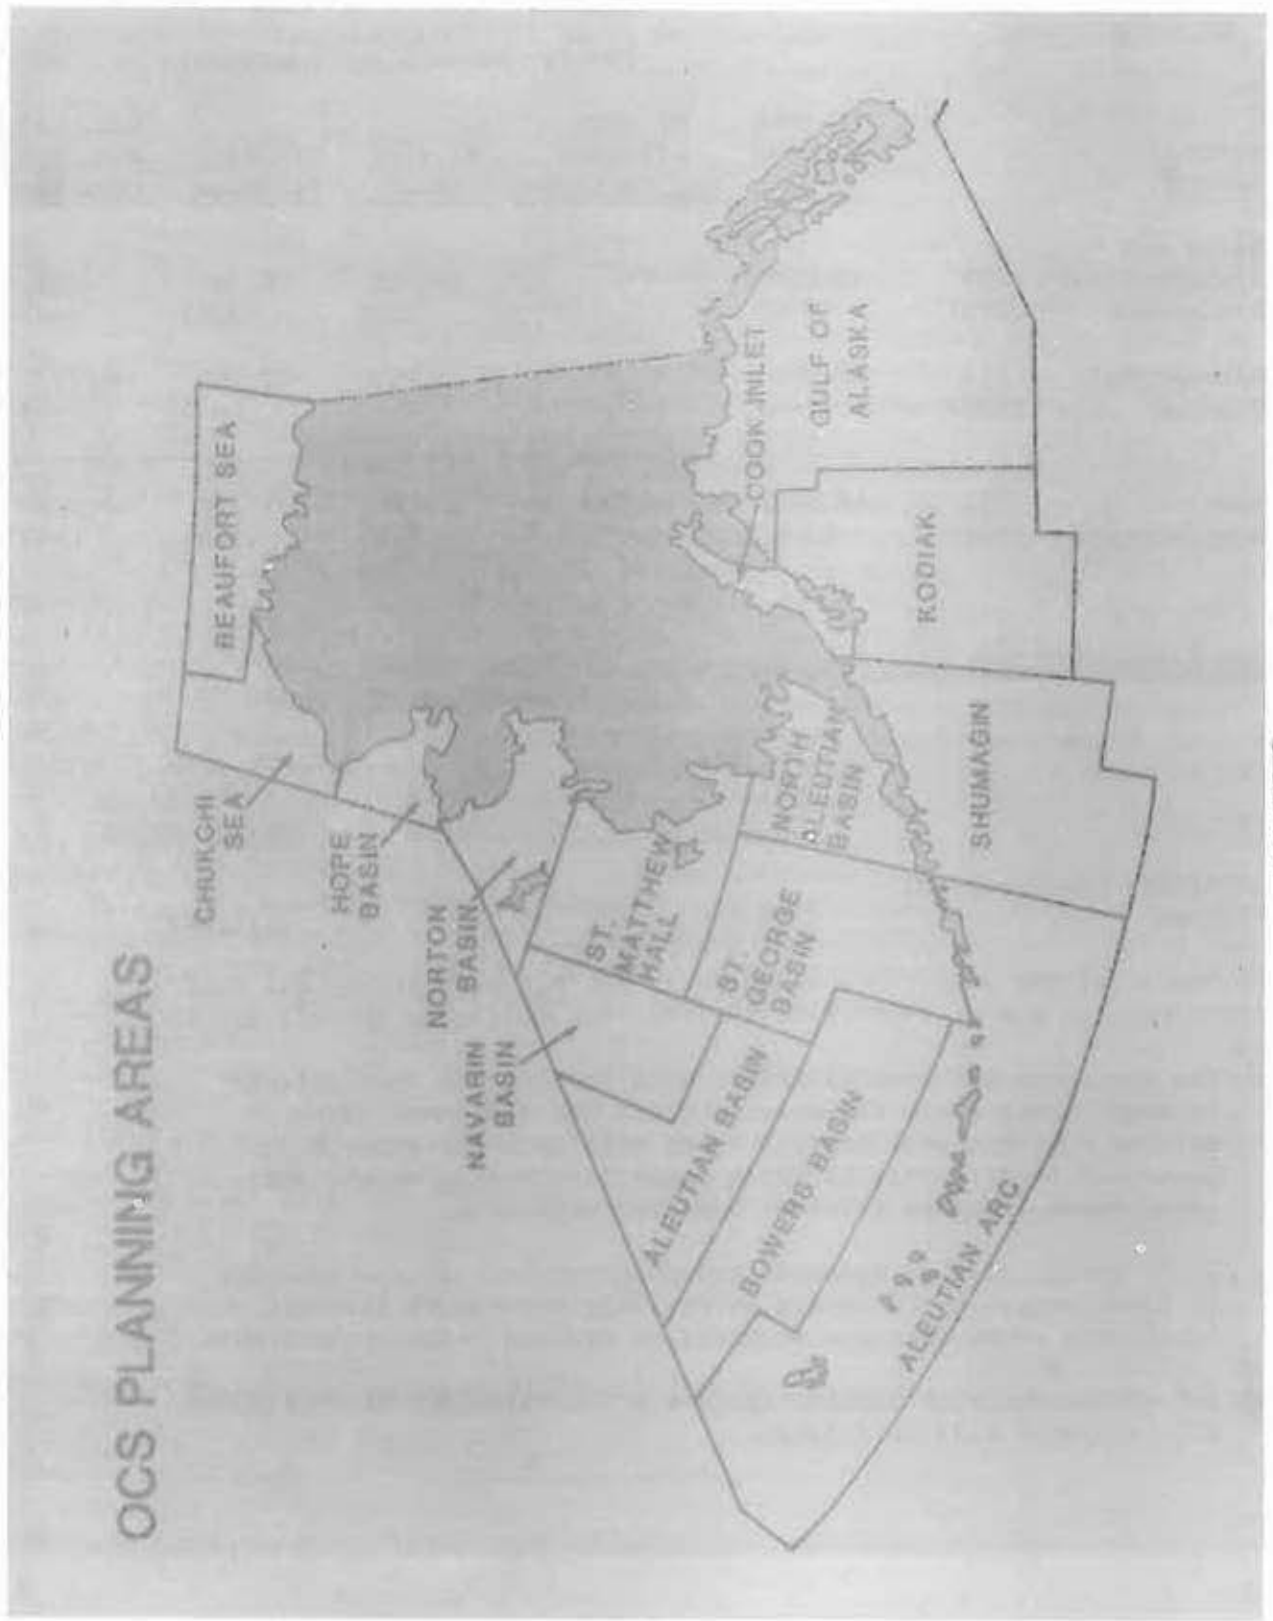 OCS PLANNING AREAS
CHUKCHI
SEA
BEAUFORT SEA
HOPE
BASIN
NORTON
BASIN
NAVARIN
BASIN
ST.
MATTHEW
HALL
ALEUTIAN BASIN
ST.
GEORGE
BASIN
NORTH
ALEUTIAN
BASIN
COOK INLET
BOWERS BASIN
GULF OF
ALASKA
KODIAK
ALEUTIAN ARC
SHUMAGIN